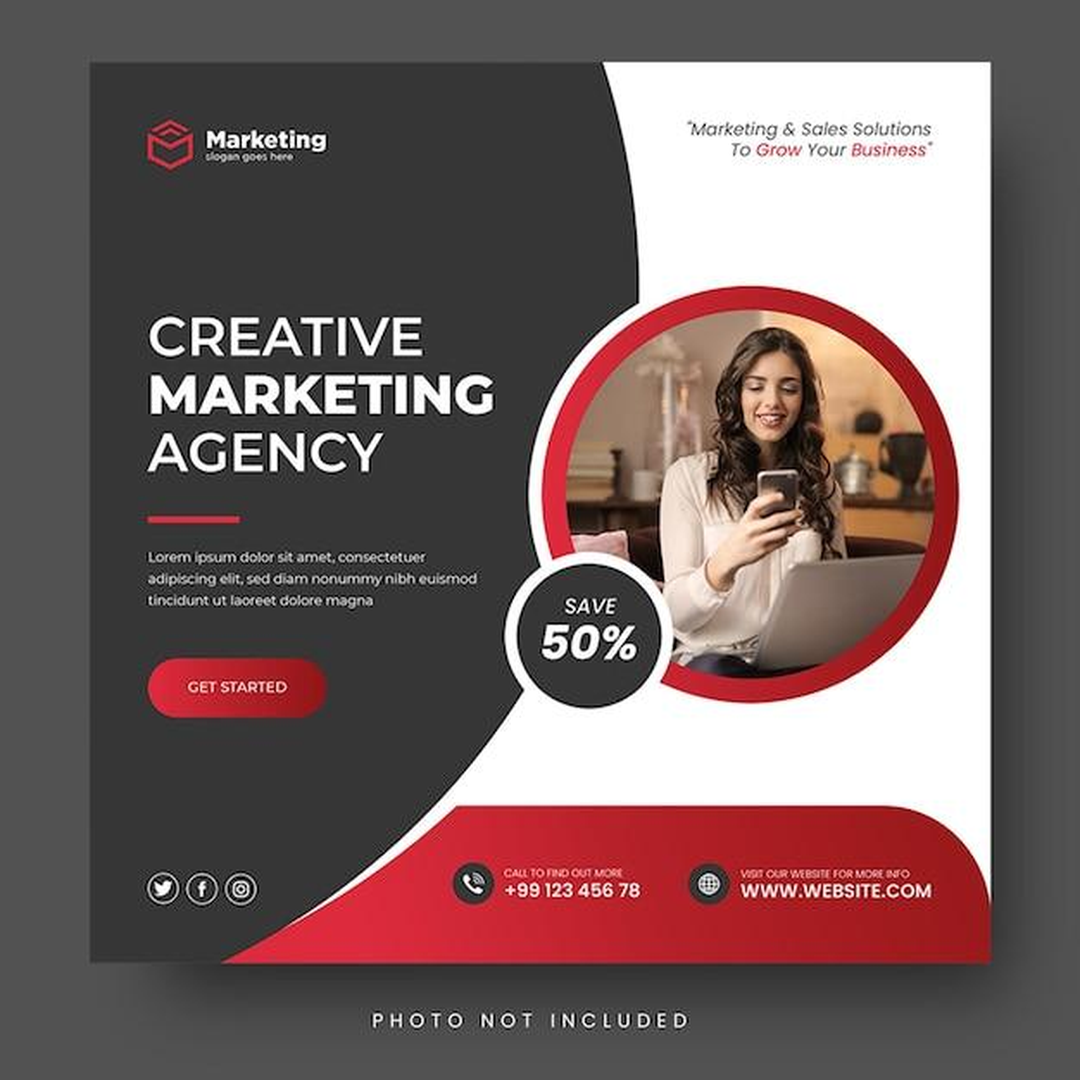 Marketing
slogan goes here
"Marketing & Sales Solutions
To Grow Your Business"
CREATIVE
MARKETING
AGENCY
Lorem ipsum dolor sit amet, consectetuer
adipiscing elit, sed diam nonummy nibh euismod
tincidunt ut laoreet dolore magna
GET STARTED
SAVE
50%
CALL TO FIND OUT MORE
+99 123 456 78
VISIT OUR WEBSITE FOR MORE INFO
WWW.WEBSITE.COM
PHOTO NOT INCLUDED